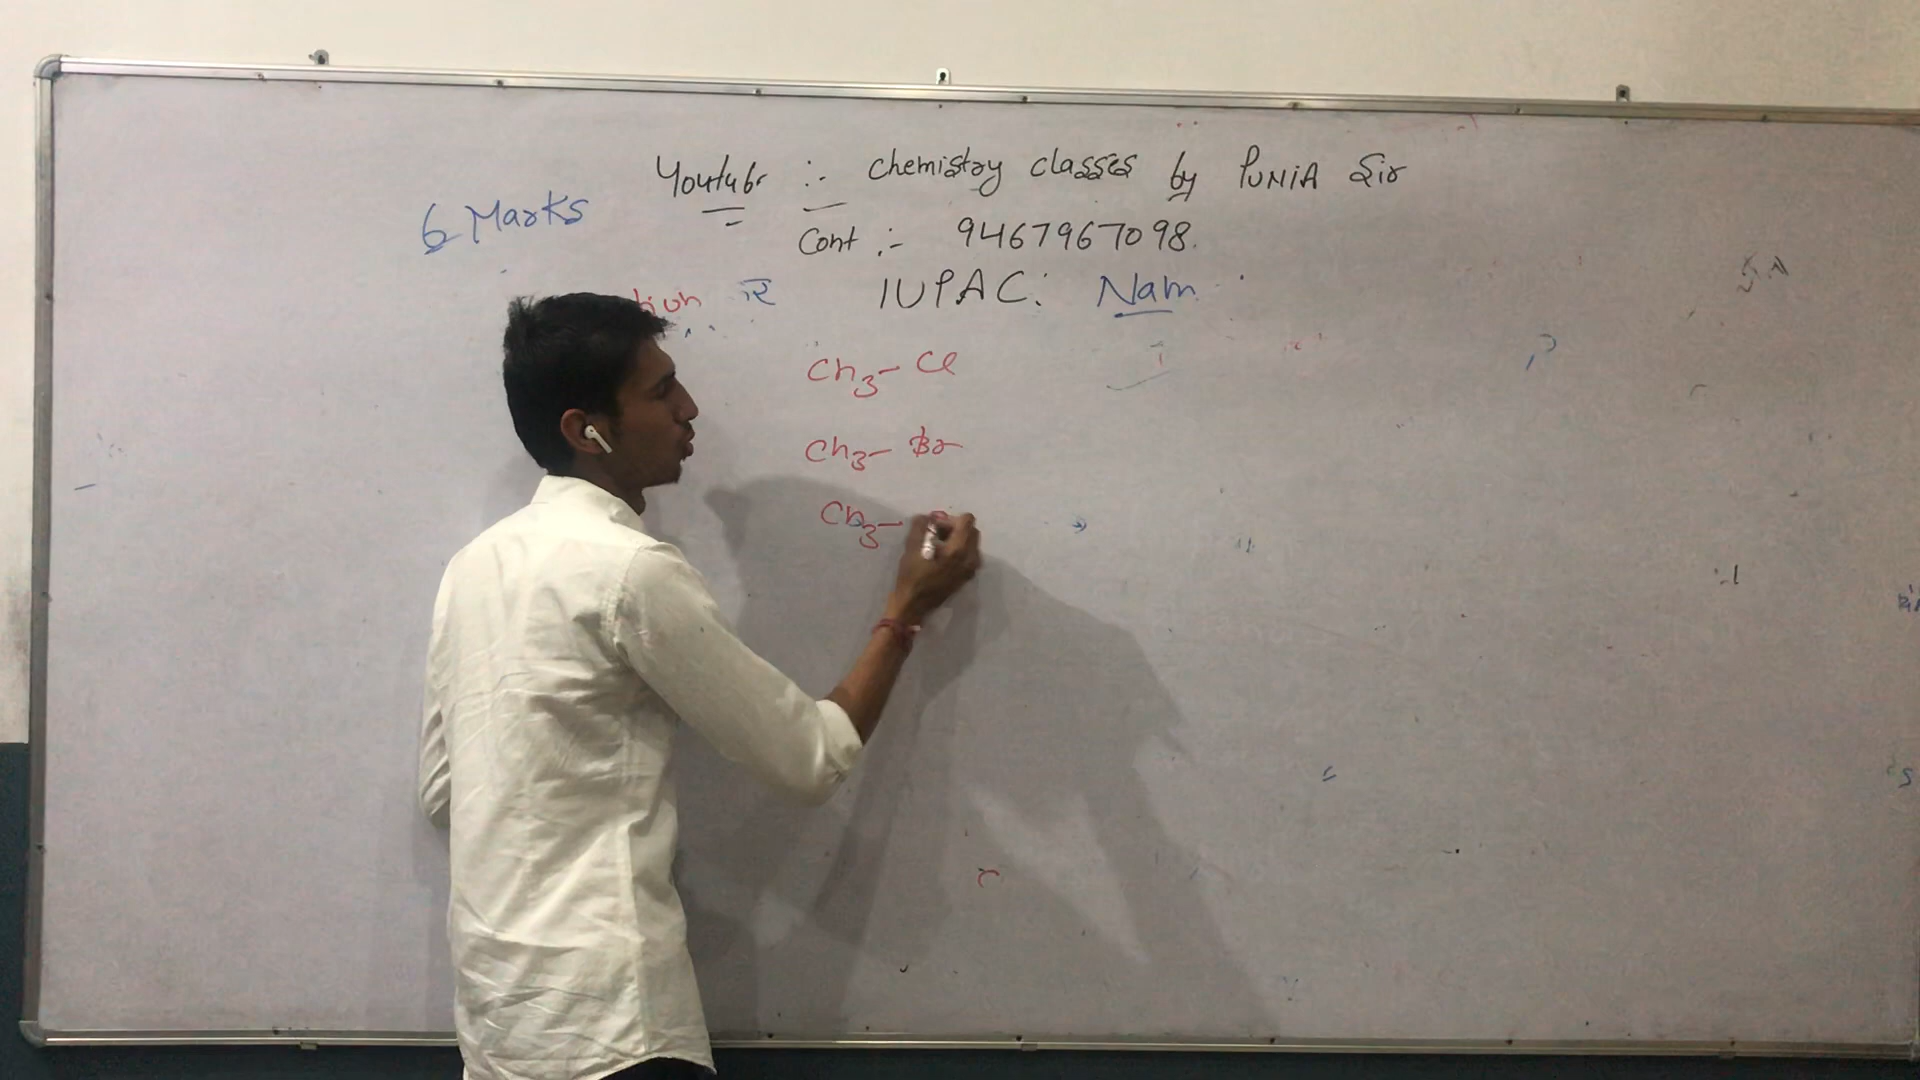 Youtube :- Chemistry classes by PUNIA Sir
6 Marks
Cont :- 9467967098.
IUPAC: Nam
CH3 - Cl
CH3 - Br
CH3 -